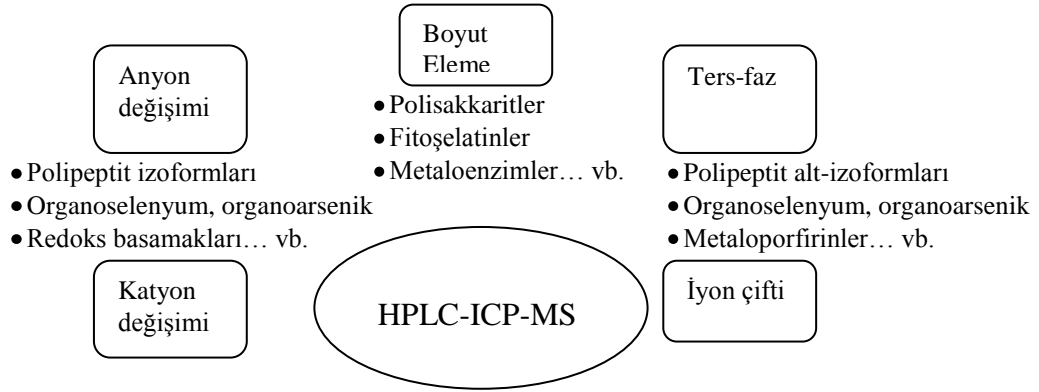 Anyon
değişimi
• Polipeptit izoformları
• Organoselenyum, organoarsenik
• Redoks basamakları… vb.
Katyon
değişimi
Boyut
Eleme
• Polisakkaritler
• Fitoşelatinler
• Metaloenzimler… vb.
HPLC-ICP-MS
Ters-faz
• Polipeptit alt-izoformları
• Organoselenyum, organoarsenik
• Metaloporfirinler… vb.
İyon çifti